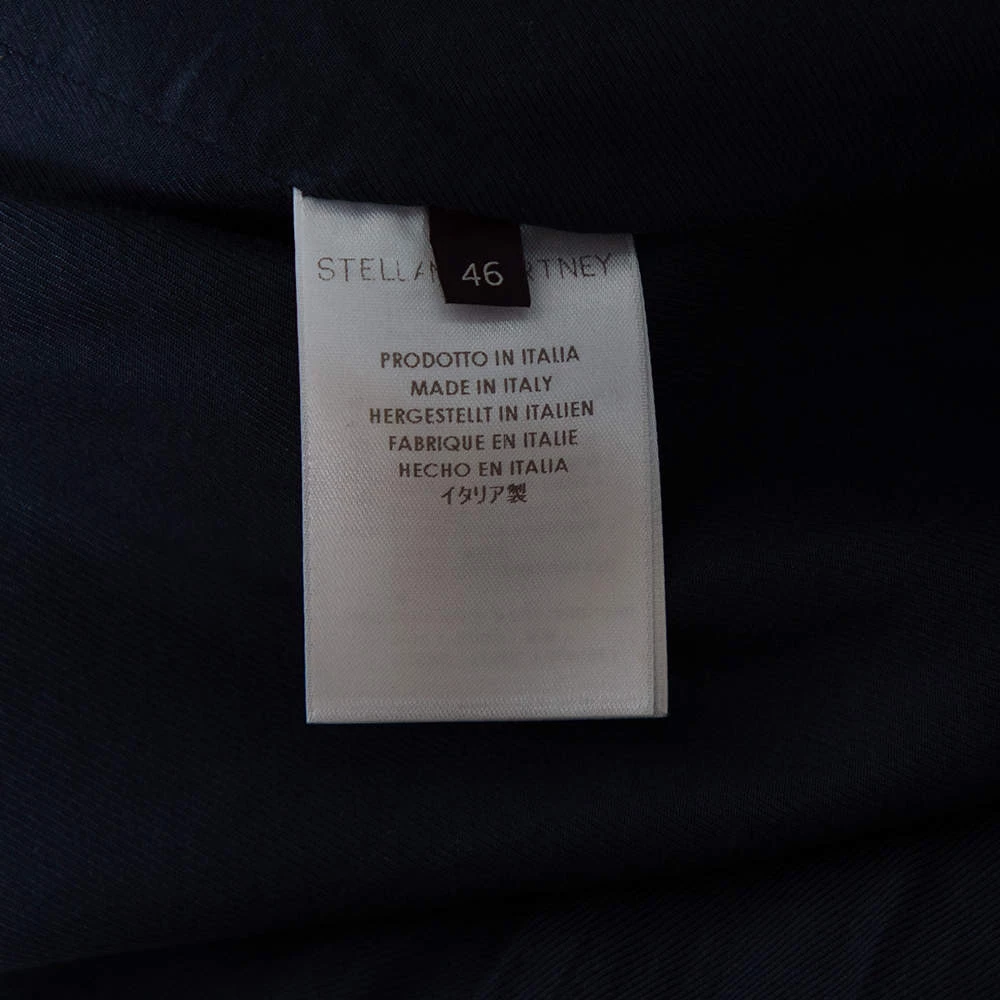 STELLA RTNEY
46
PRODOTTO IN ITALIA
MADE IN ITALY
HERGESTELLT IN ITALIEN
FABRIQUE EN ITALIE
HECHO EN ITALIA
イタリア製